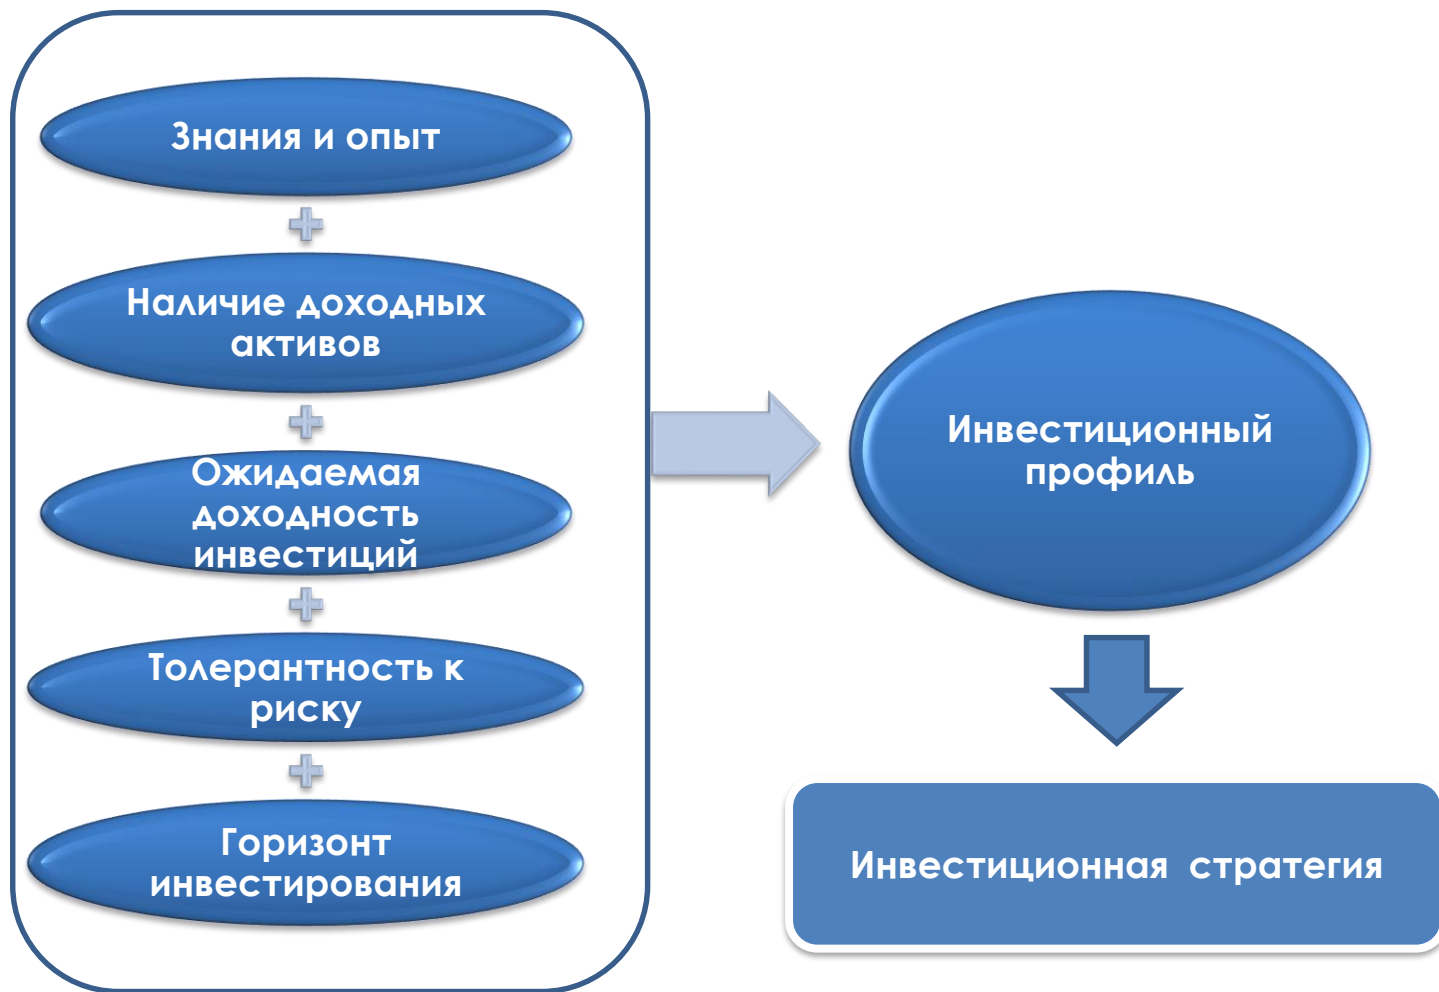 Знания и опыт
Наличие доходных
активов
Ожидаемая
доходность
инвестиций
Толерантность к
риску
Горизонт
инвестирования
Инвестиционный
профиль
Инвестиционная стратегия